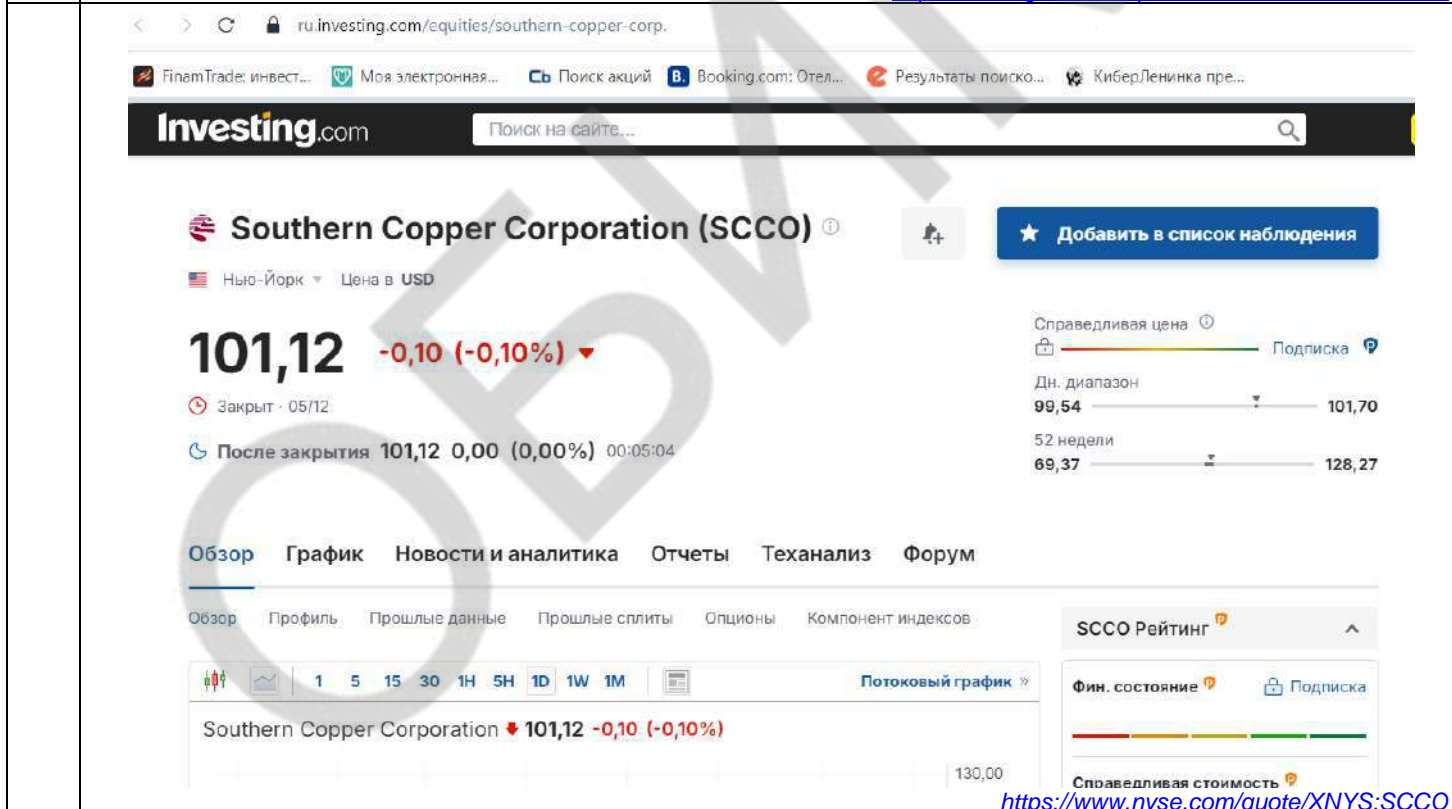 ru.investing.com/equities/southern-copper-corp.
FinamTrade: инвест... Моя электронная... Сь Поиск акций B. Booking.com: Отел... Результаты поиско... КиберЛенинка пре...
Investing.com Поиск на сайте...
Southern Copper Corporation (SCCO) Добавить в список наблюдения
Нью-Йорк Цена в USD
101,12 -0,10 (-0,10%)
Справедливая цена
Подписка
Дн. диапазон
Закрыт · 05/12 99,54 101,70
52 недели
После закрытия 101,12 0,00 (0,00%) 00:05:04
69,37 128,27
Обзор График Новости и аналитика Отчеты Теханализ Форум
Обзор Профиль Прошлые данные Прошлые сплиты Опционы Компонент индексов
SCCO Рейтинг
1 5 15 30 1H 5H 1D 1W 1M Потоковый график »
Фин. состояние Подписка
Southern Copper Corporation 101,12 -0,10 (-0,10%)
130,00
Справедливая стоимость
https://www.nyse.com/quote/XNYS:SCCO